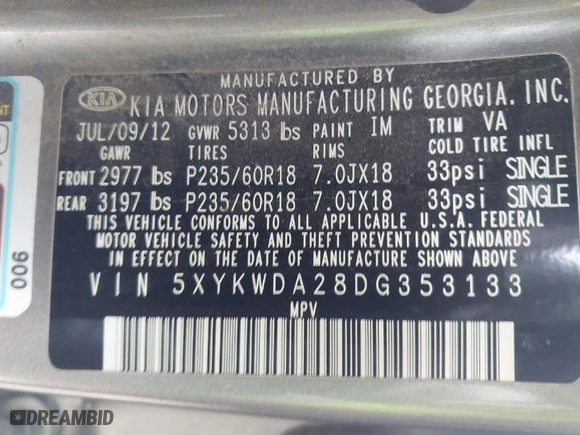 MANUFACTURED BY
KIA KIA MOTORS MANUFACTURING GEORGIA, INC.
JUL/09/12 GVWR 5313 lbs PAINT IM TRIM VA
GAWR TIRES RIMS COLD TIRE INFL
FRONT 2977 lbs P235/60R18 7.0JX18 33psi SINGLE
REAR 3197 lbs P235/60R18 7.0JX18 33psi SINGLE
THIS VEHICLE CONFORMS TO ALL APPLICABLE U.S.A. FEDERAL
MOTOR VEHICLE SAFETY AND THEFT PREVENTION STANDARDS
IN EFFECT ON THE DATE OF MANUFACTURE SHOWN ABOVE
VIN 5XYKWDA28DG353133
MPV
006
DREAMBID